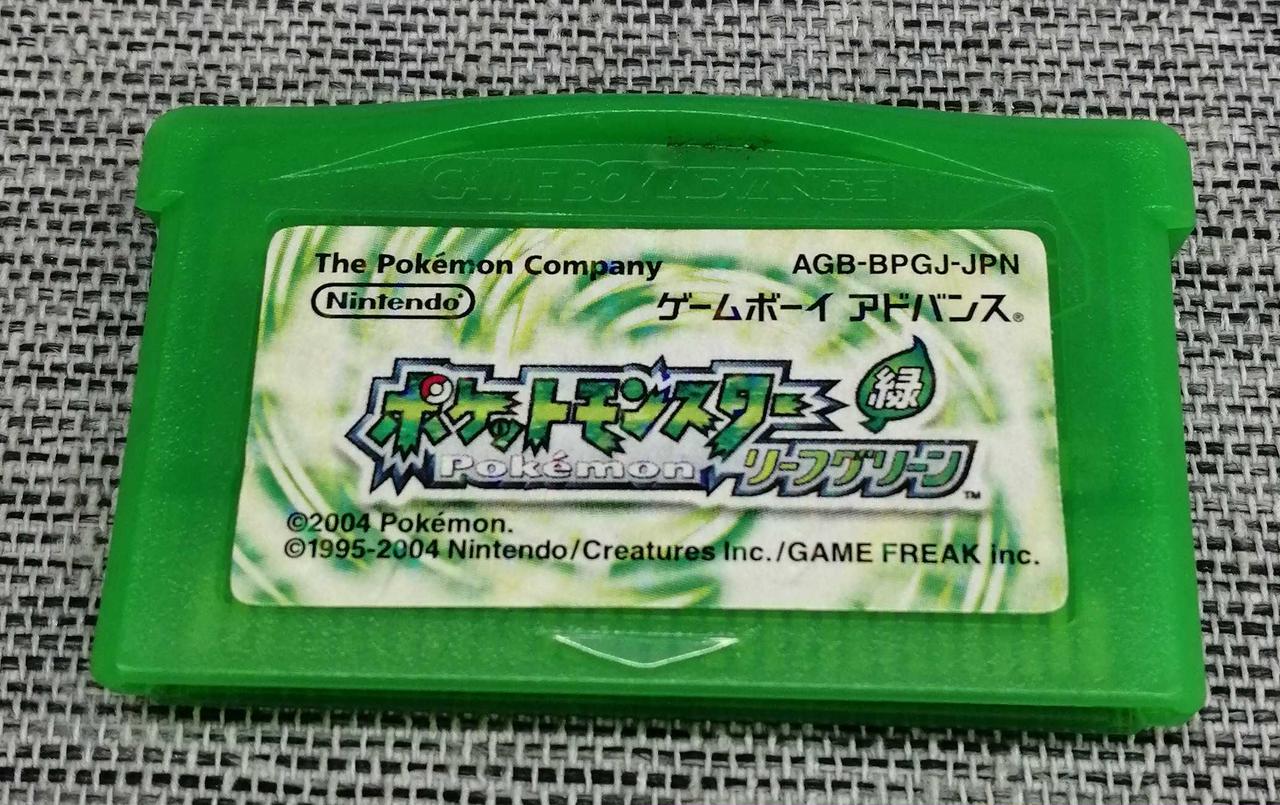 GAME BOY ADVANCE
The Pokémon Company AGB-BPGJ-JPN
Nintendo® ゲームボーイ アドバンス®
ポケットモンスター 緑
Pokémon リーフグリーン™
©2004 Pokémon.
©1995-2004 Nintendo/Creatures Inc./GAME FREAK inc.